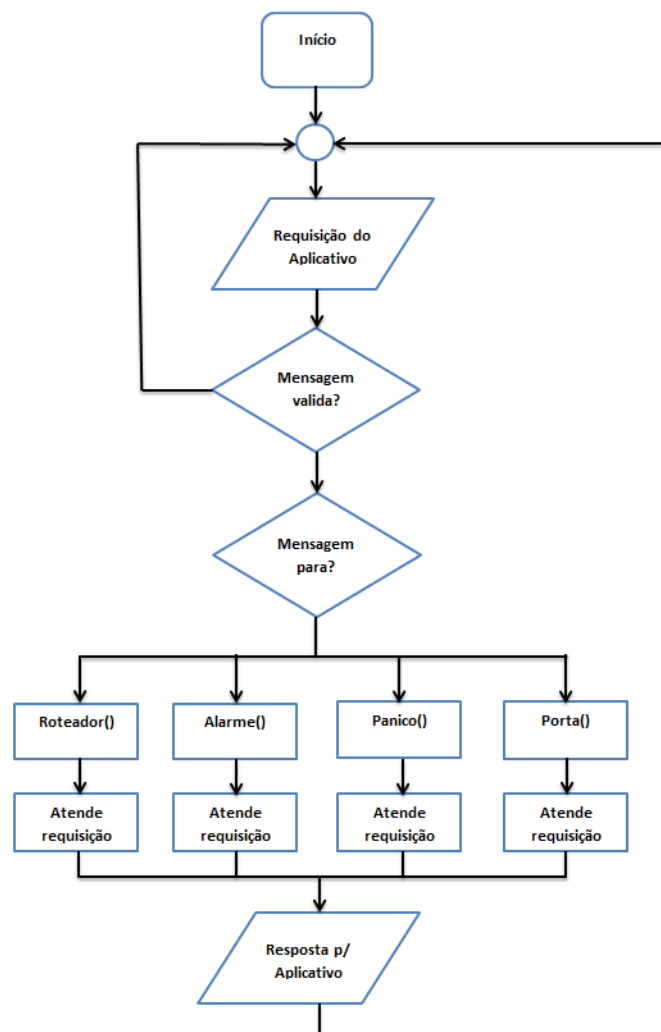 Início
Requisição do
Aplicativo
Mensagem
valida?
Mensagem
para?
Roteador()
Alarme()
Panico()
Porta()
Atende
requisição
Atende
requisição
Atende
requisição
Atende
requisição
Resposta p/
Aplicativo